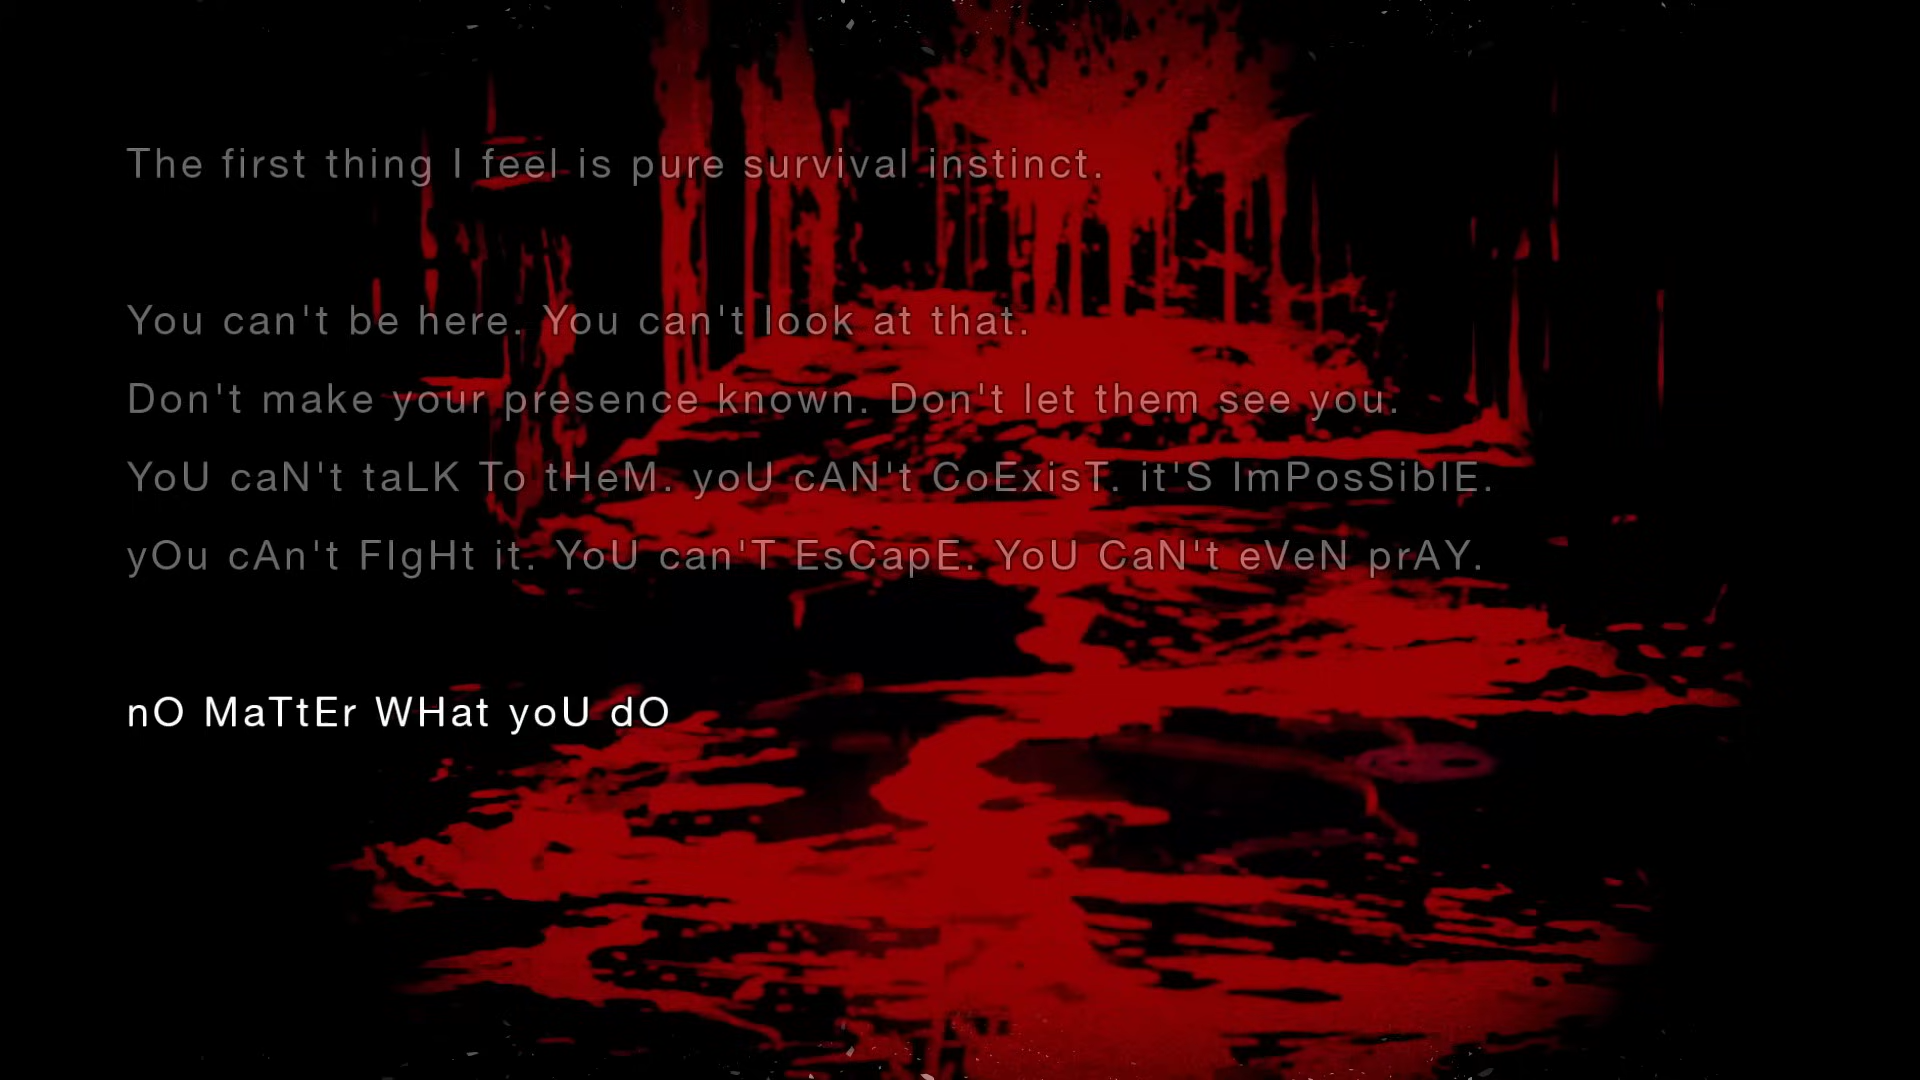 The first thing I feel is pure survival instinct.
You can't be here. You can't look at that.
Don't make your presence known. Don't let them see you.
YoU caN't taLK To tHeM. yoU cAN't CoExisT. it'S ImPosSiblE.
yOu cAn't FIgHt it. YoU can'T EsCapE. YoU CaN't eVeN prAY.
nO MaTtEr WHat yoU dO